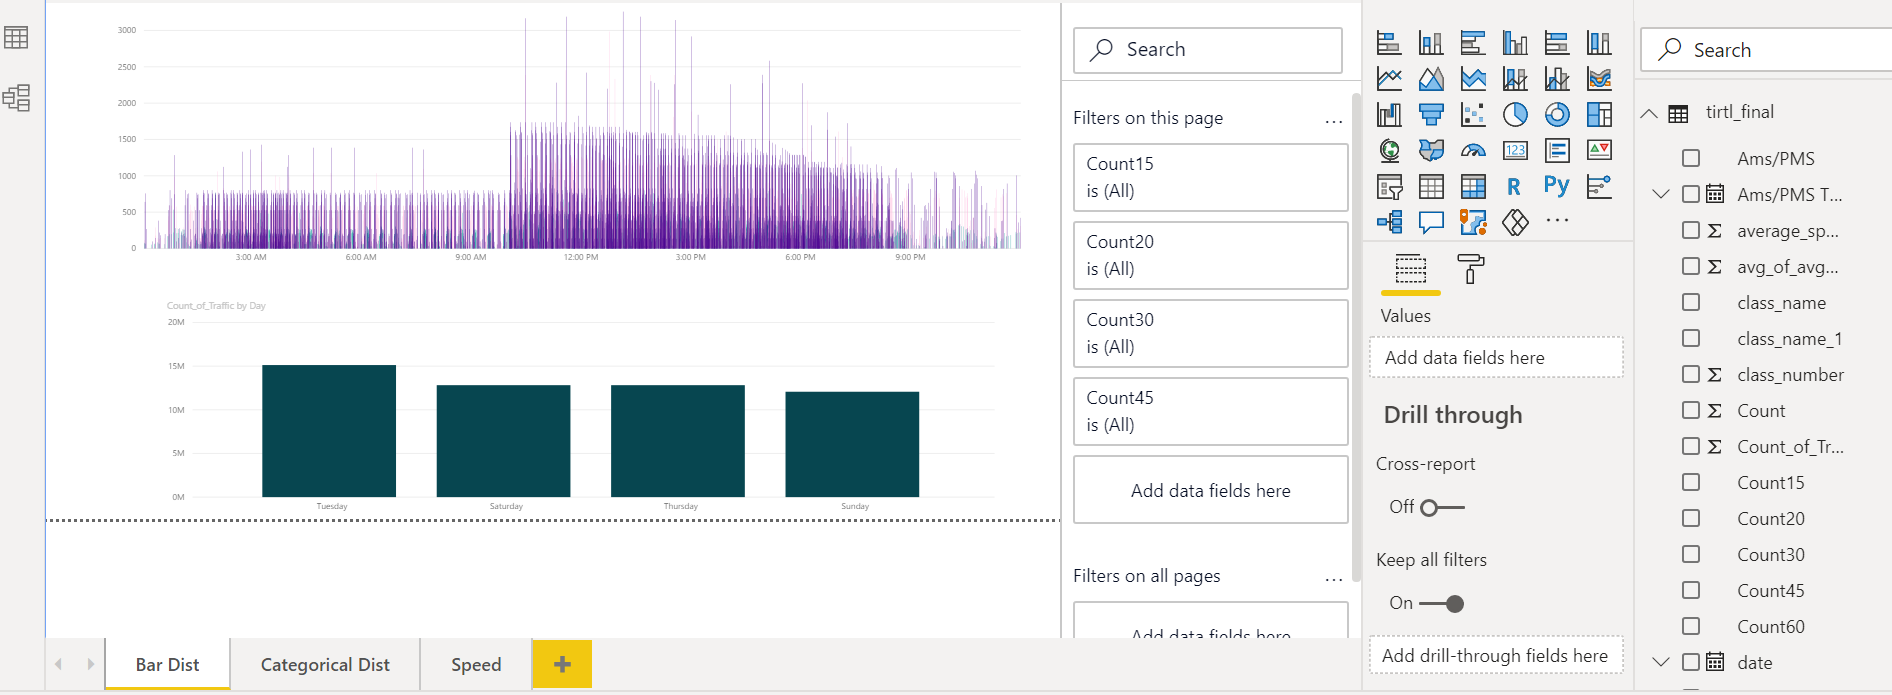 3000
2500
2000
1500
1000
500
0
3:00 AM
6:00 AM
9:00 AM
12:00 PM
3:00 PM
6:00 PM
9:00 PM
Count_of_Traffic by Day
20M
15M
10M
5M
0M
Tuesday
Saturday
Thursday
Sunday
Bar Dist
Categorical Dist
Speed
+
Search
Filters on this page
...
Count15
is (All)
Count20
is (All)
Count30
is (All)
Count45
is (All)
Add data fields here
Filters on all pages
...
Add data fields here
123
R
Py
...
Values
Add data fields here
Drill through
Cross-report
Off
Keep all filters
On
Add drill-through fields here
Search
tirtl_final
Ams/PMS
Ams/PMS T...
Σ average_sp...
Σ avg_of_avg...
class_name
class_name_1
Σ class_number
Σ Count
Σ Count_of_Tr...
Count15
Count20
Count30
Count45
Count60
date